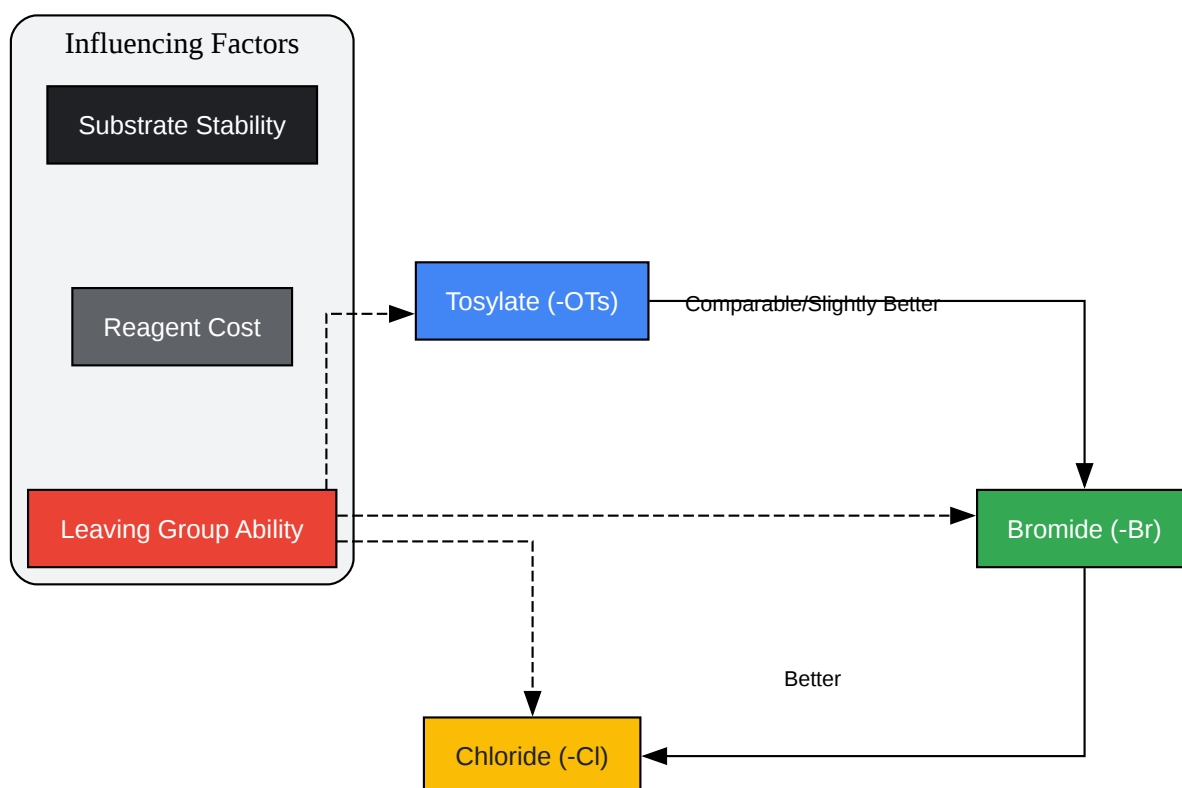 Influencing Factors
Substrate Stability
Reagent Cost
Leaving Group Ability
Tosylate (-OTs)
Comparable/Slightly Better
Bromide (-Br)
Better
Chloride (-Cl)